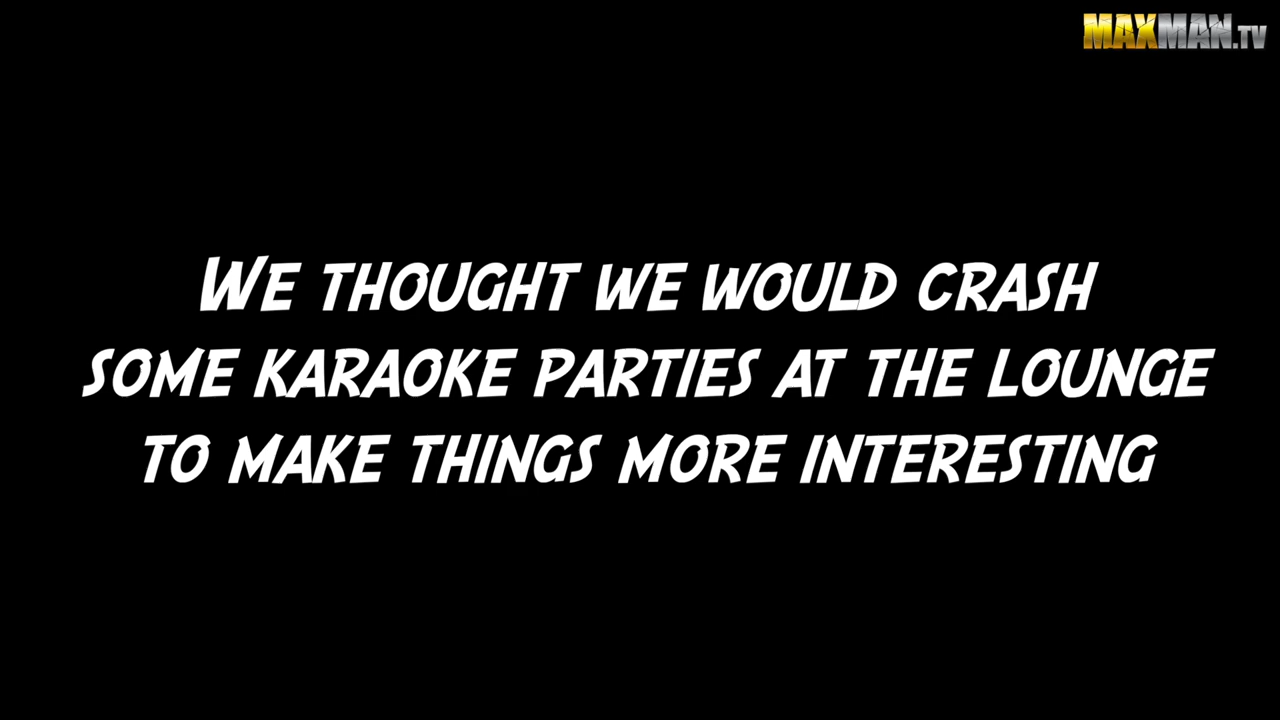 MAXMAN.TV
WE THOUGHT WE WOULD CRASH
SOME KARAOKE PARTIES AT THE LOUNGE
TO MAKE THINGS MORE INTERESTING